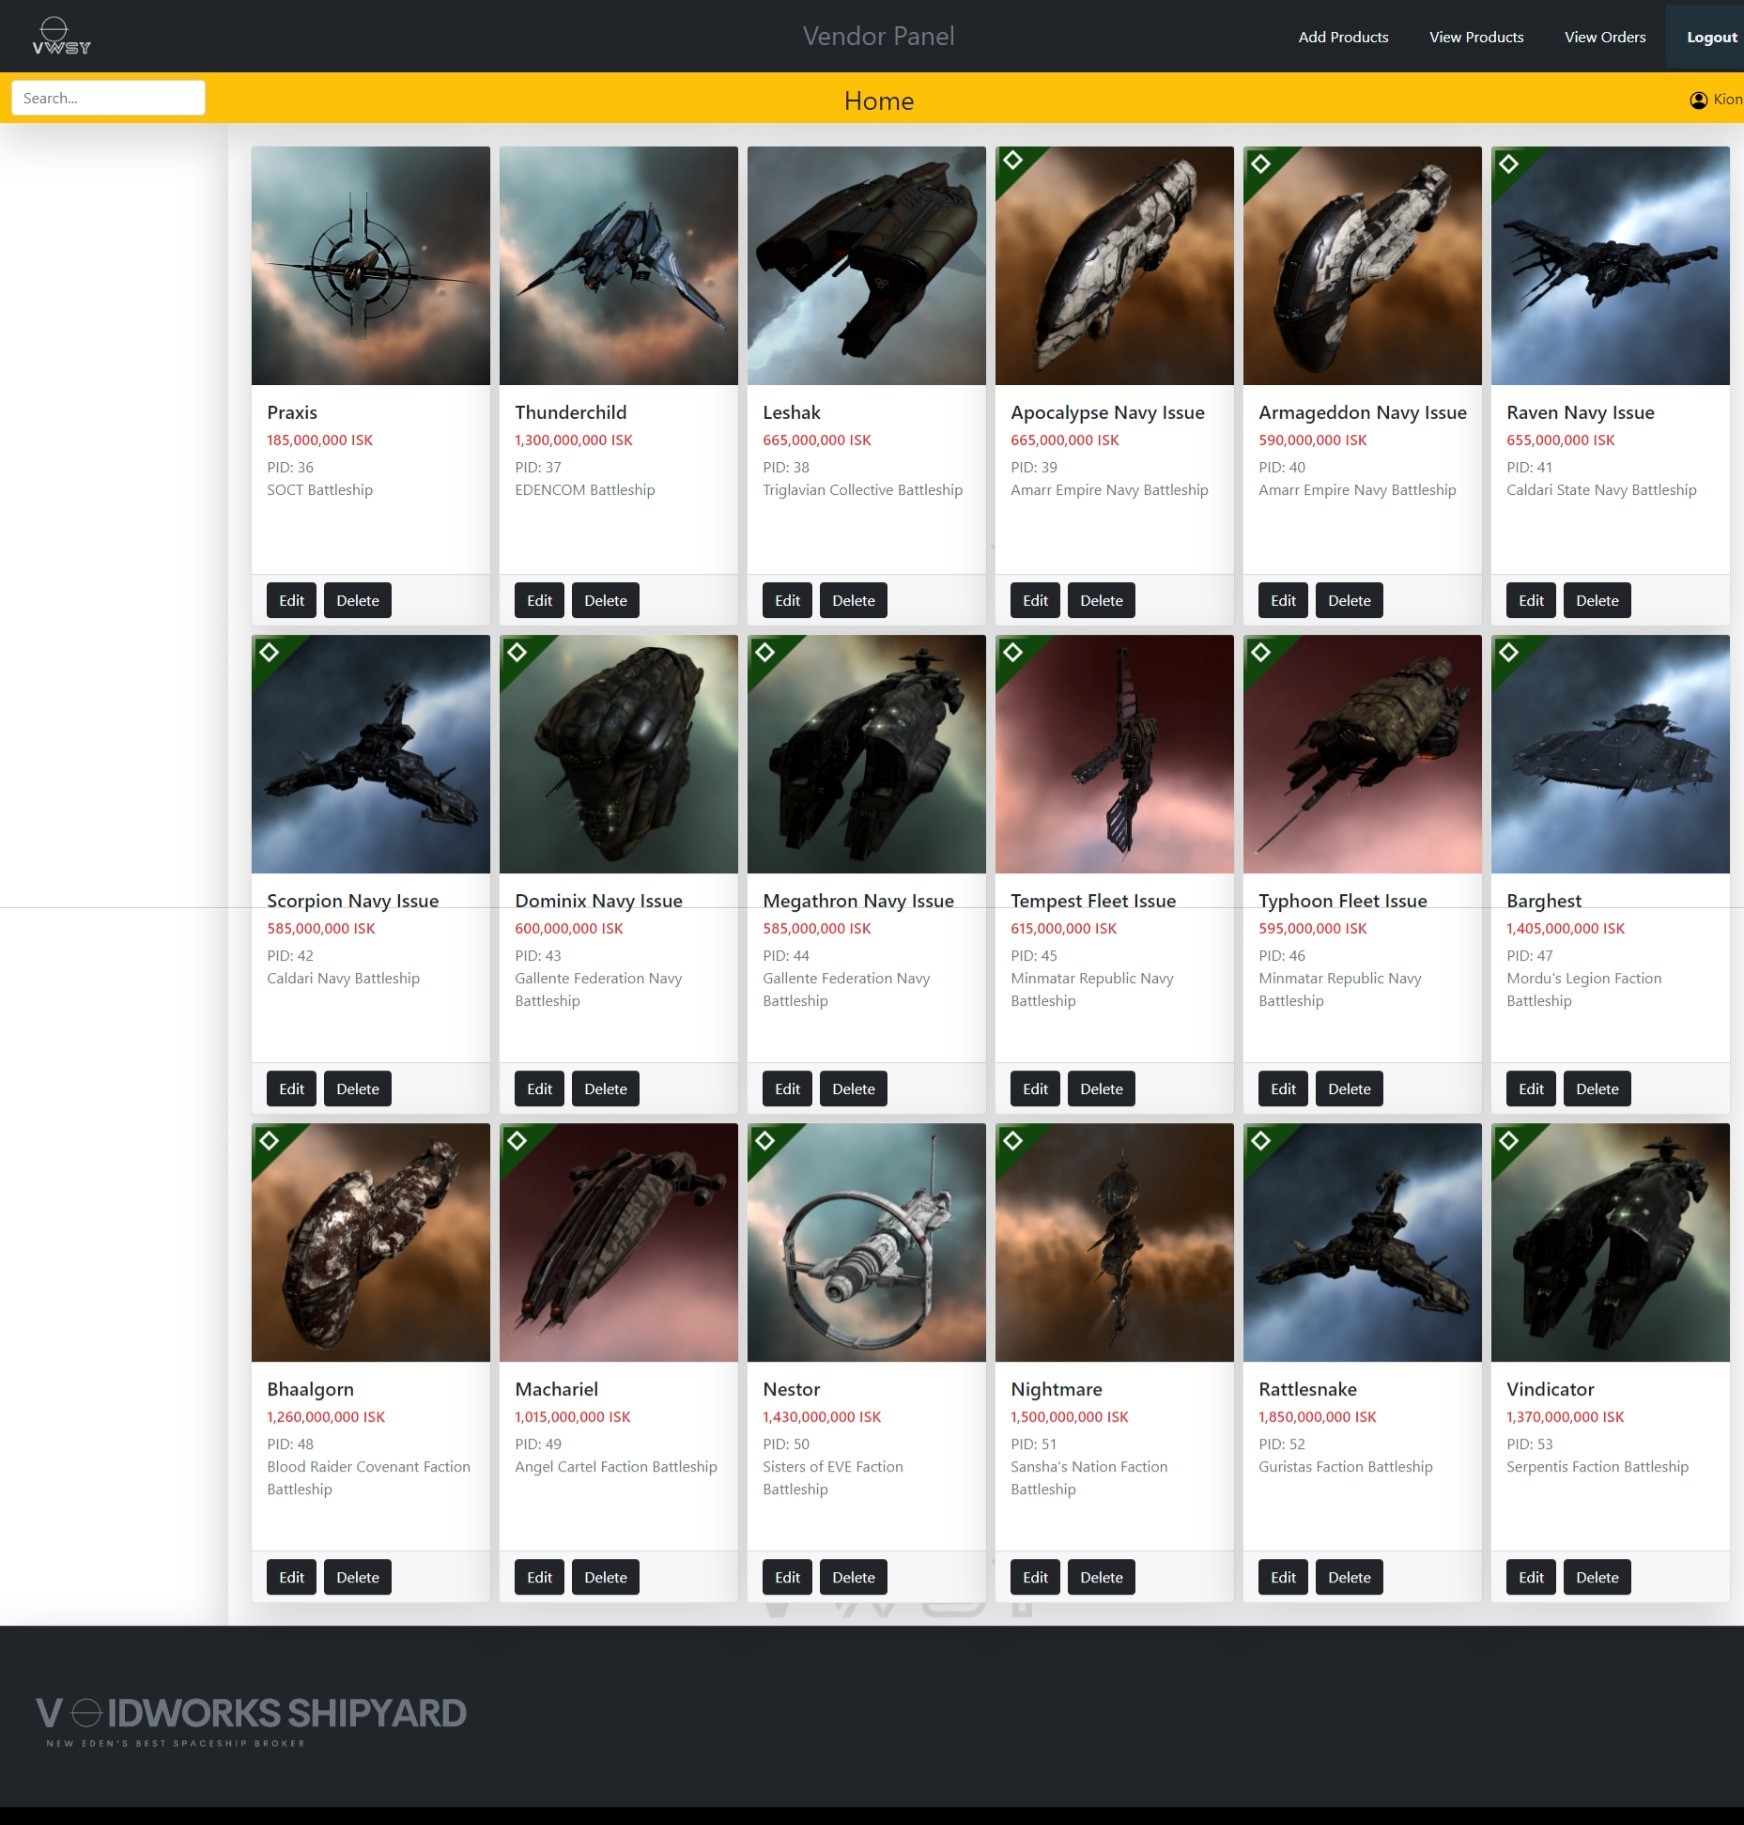 VWSY
Vendor Panel
Add Products
View Products
View Orders
Logout
Search...
Home
Kion
Praxis
185,000,000 ISK
PID: 36
SOCT Battleship
Edit
Delete
Thunderchild
1,300,000,000 ISK
PID: 37
EDENCOM Battleship
Edit
Delete
Leshak
665,000,000 ISK
PID: 38
Triglavian Collective Battleship
Edit
Delete
Apocalypse Navy Issue
665,000,000 ISK
PID: 39
Amarr Empire Navy Battleship
Edit
Delete
Armageddon Navy Issue
590,000,000 ISK
PID: 40
Amarr Empire Navy Battleship
Edit
Delete
Raven Navy Issue
655,000,000 ISK
PID: 41
Caldari State Navy Battleship
Edit
Delete
Scorpion Navy Issue
585,000,000 ISK
PID: 42
Caldari Navy Battleship
Edit
Delete
Dominix Navy Issue
600,000,000 ISK
PID: 43
Gallente Federation Navy
Battleship
Edit
Delete
Megathron Navy Issue
585,000,000 ISK
PID: 44
Gallente Federation Navy
Battleship
Edit
Delete
Tempest Fleet Issue
615,000,000 ISK
PID: 45
Minmatar Republic Navy
Battleship
Edit
Delete
Typhoon Fleet Issue
595,000,000 ISK
PID: 46
Minmatar Republic Navy
Battleship
Edit
Delete
Barghest
1,405,000,000 ISK
PID: 47
Mordu's Legion Faction
Battleship
Edit
Delete
Bhaalgorn
1,260,000,000 ISK
PID: 48
Blood Raider Covenant Faction
Battleship
Edit
Delete
Machariel
1,015,000,000 ISK
PID: 49
Angel Cartel Faction Battleship
Edit
Delete
Nestor
1,430,000,000 ISK
PID: 50
Sisters of EVE Faction
Battleship
Edit
Delete
Nightmare
1,500,000,000 ISK
PID: 51
Sansha's Nation Faction
Battleship
Edit
Delete
Rattlesnake
1,850,000,000 ISK
PID: 52
Guristas Faction Battleship
Edit
Delete
Vindicator
1,370,000,000 ISK
PID: 53
Serpentis Faction Battleship
Edit
Delete
VOIDWORKS SHIPYARD
NEW EDEN'S BEST SPACESHIP BROKER